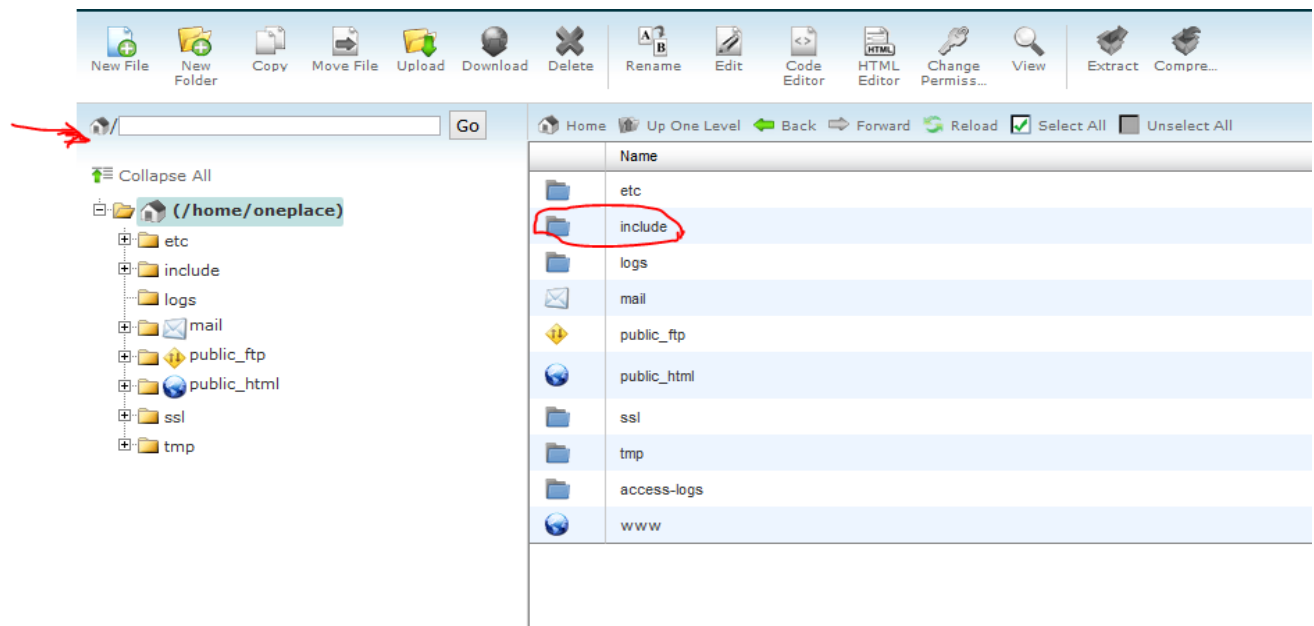 New File New Folder Copy Move File Upload Download Delete Rename Edit Code Editor HTML Editor Change Permiss... View Extract Compre...
/ Go
Home Up One Level Back Forward Reload Select All Unselect All
Collapse All
(/home/oneplace)
etc
include
logs
mail
public_ftp
public_html
ssl
tmp
Name
etc
include
logs
mail
public_ftp
public_html
ssl
tmp
access-logs
www